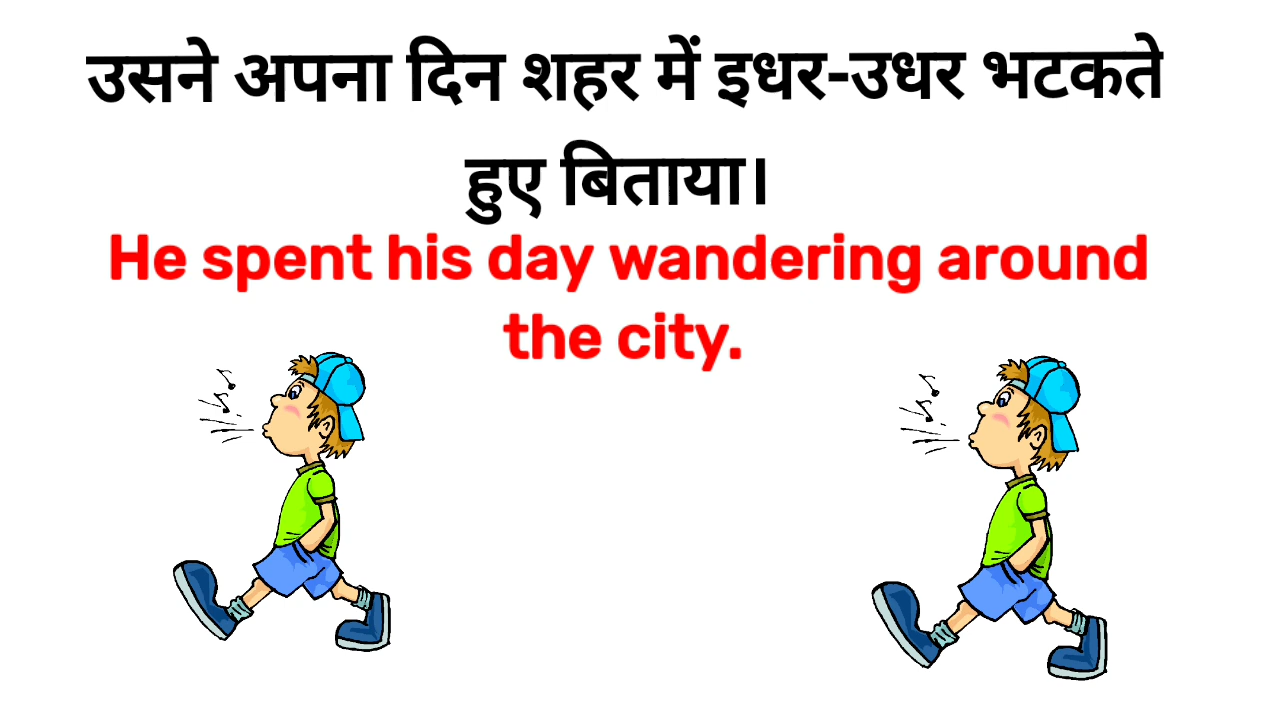 उसने अपना दिन शहर में इधर-उधर भटकते
हुए बिताया।
He spent his day wandering around
the city.